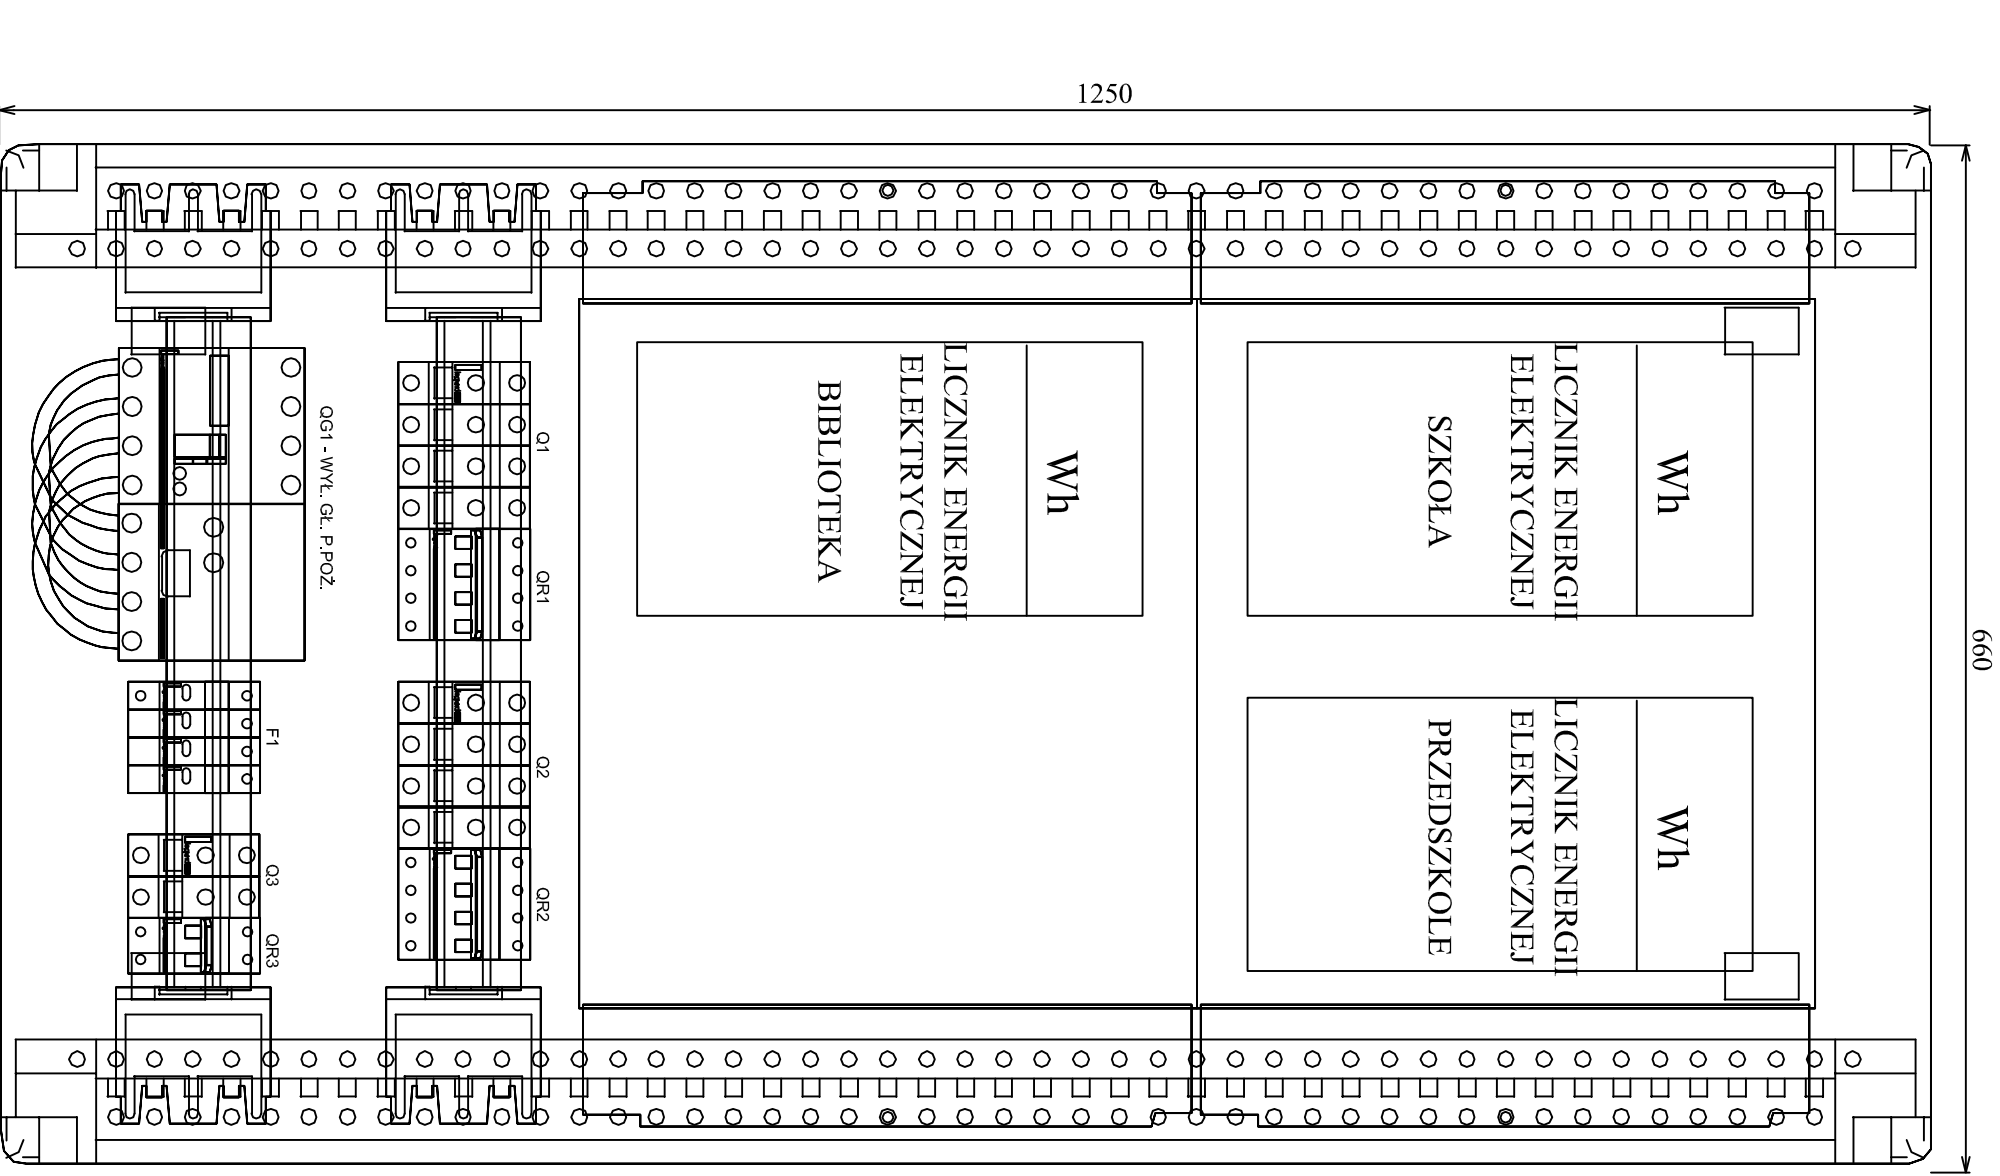 1250
660
Wh
LICZNIK ENERGII
ELEKTRYCZNEJ
SZKOŁA
Wh
LICZNIK ENERGII
ELEKTRYCZNEJ
PRZEDSZKOLE
Wh
LICZNIK ENERGII
ELEKTRYCZNEJ
BIBLIOTEKA
Q1
QR1
Q2
QR2
QG1 - WYŁ. GŁ. P.POŻ.
F1
Q3
QR3